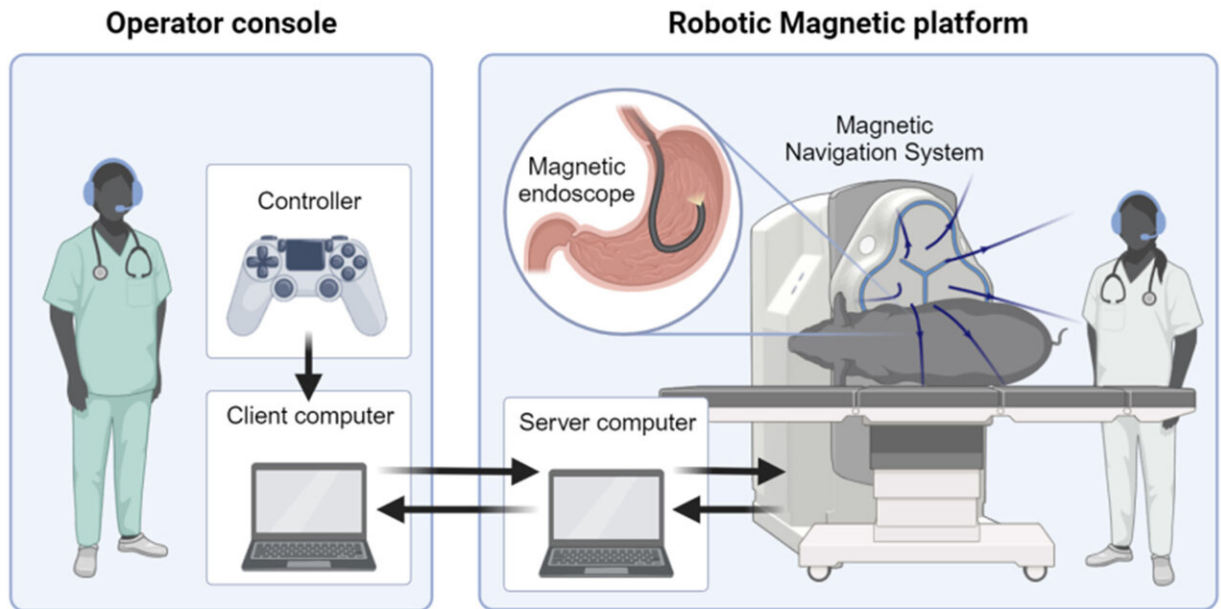 Operator console
Robotic Magnetic platform
Controller
Client computer
Magnetic
endoscope
Magnetic
Navigation System
Server computer